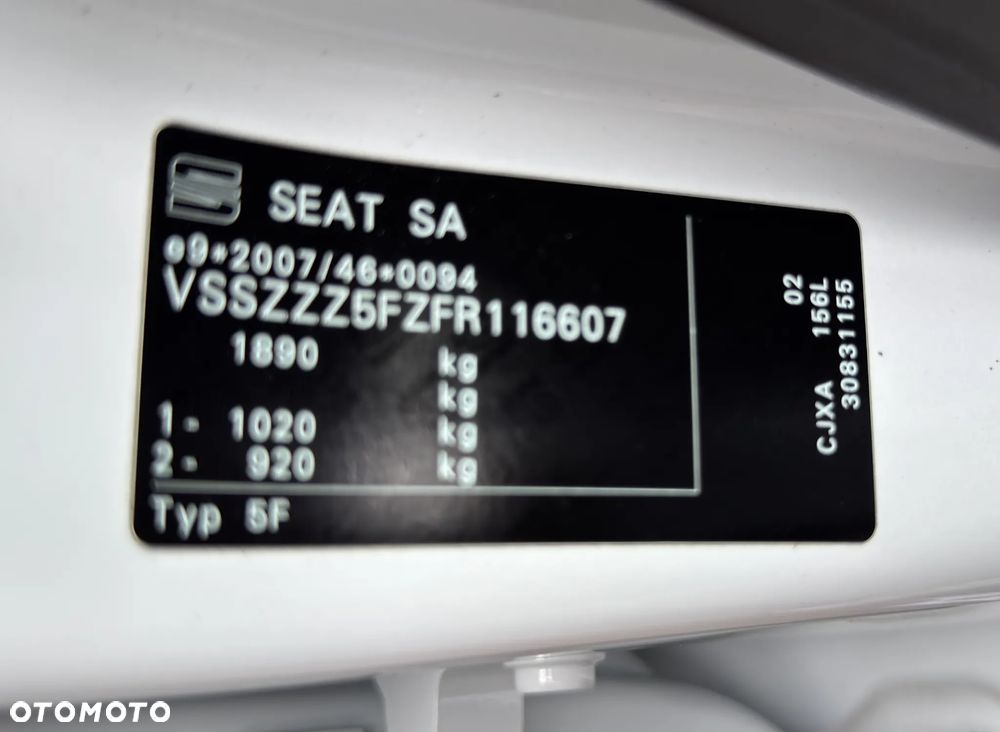 SEAT SA
e9*2007/46*0094
VSSZZZ5FZFR116607
1890 kg
kg
1- 1020 kg
2- 920 kg
Typ 5F
02
CJXA 156L
30831155
OTOMOTO